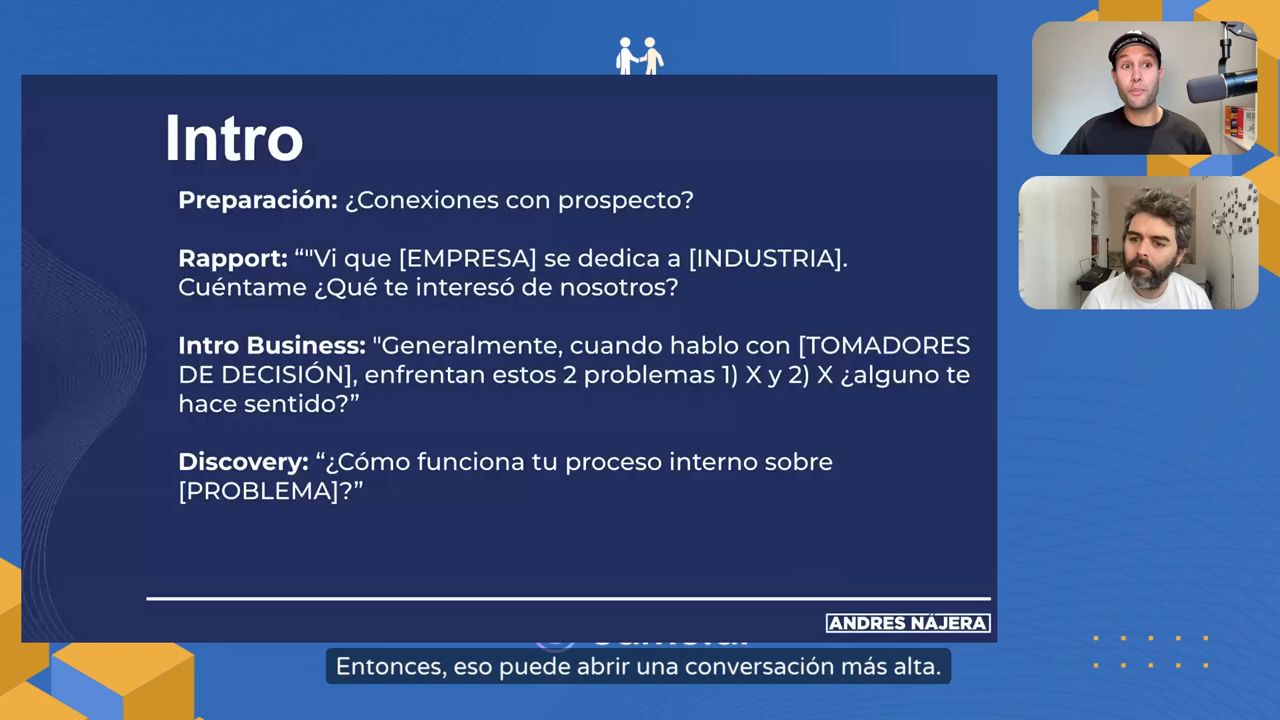 Intro
Preparación: ¿Conexiones con prospecto?
Rapport: “"Vi que [EMPRESA] se dedica a [INDUSTRIA].
Cuéntame ¿Qué te interesó de nosotros?
Intro Business: "Generalmente, cuando hablo con [TOMADORES
DE DECISIÓN], enfrentan estos 2 problemas 1) X y 2) X ¿alguno te
hace sentido?”
Discovery: “¿Cómo funciona tu proceso interno sobre
[PROBLEMA]?”
ANDRES NÁJERA
Entonces, eso puede abrir una conversación más alta.